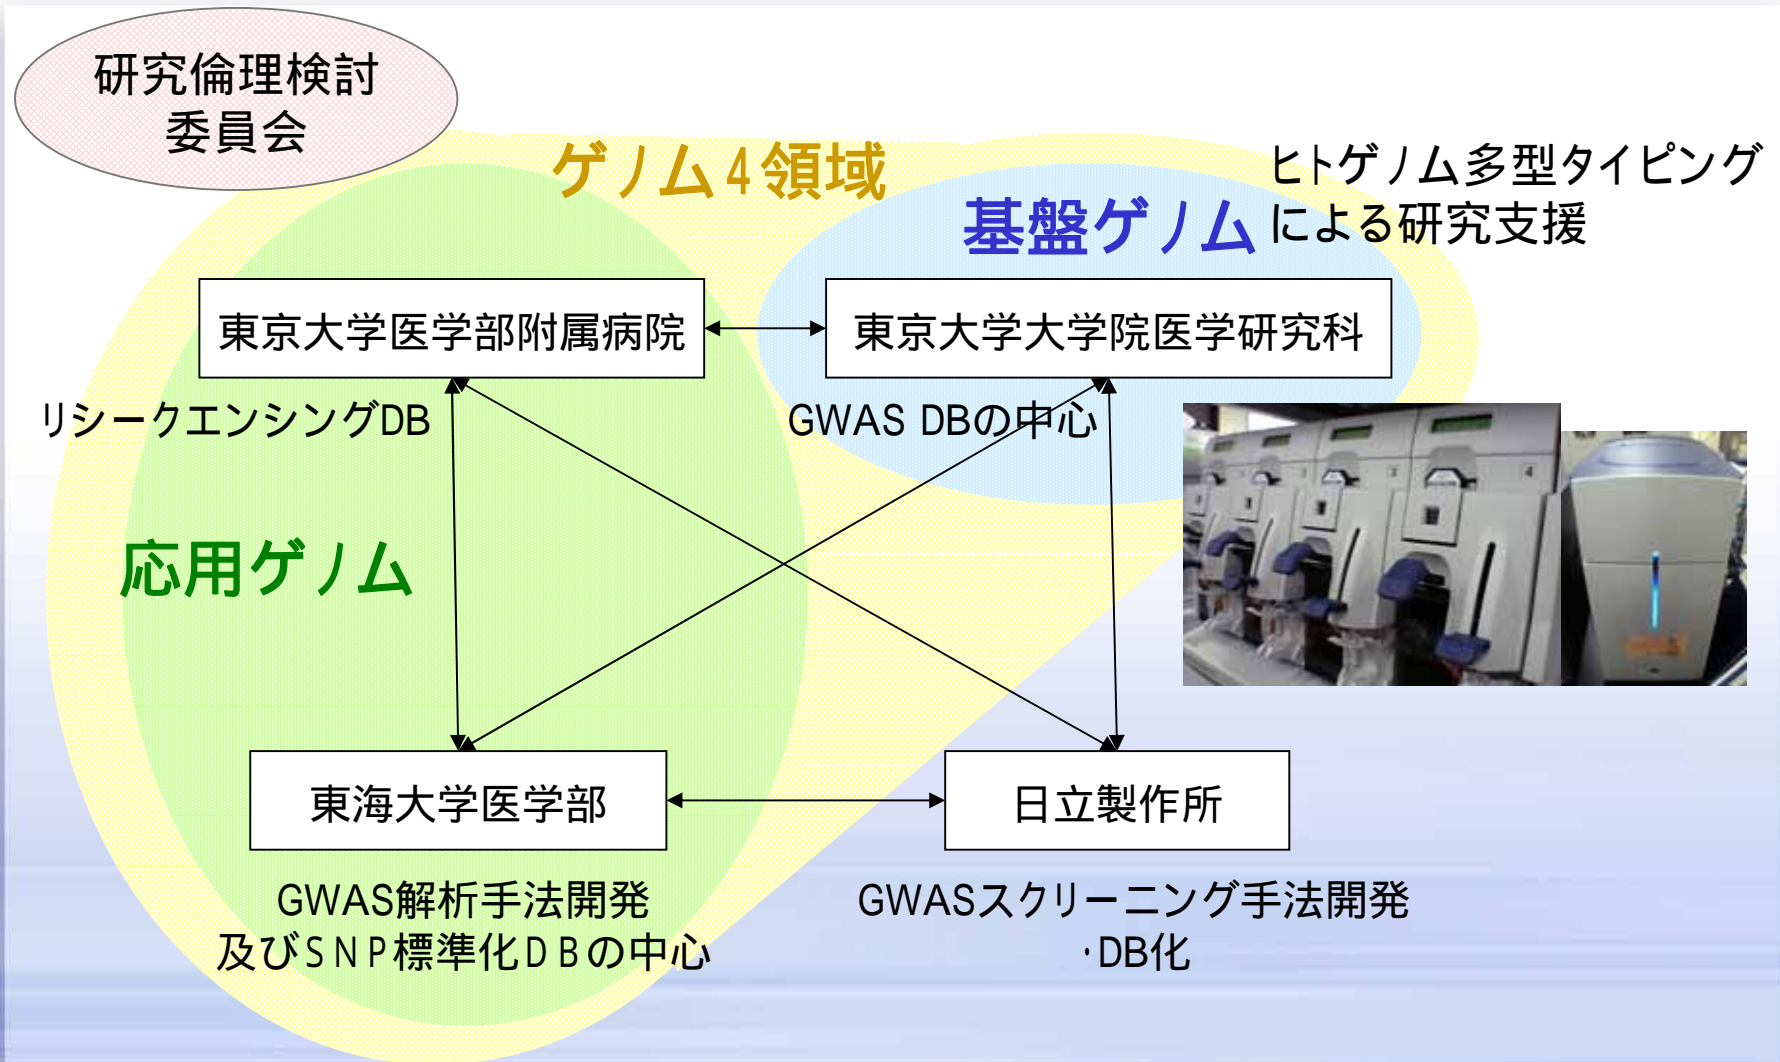 研究倫理検討
委員会
ゲノム4領域
ヒトゲノム多型タイピング
による研究支援
基盤ゲノム
東京大学医学部附属病院
東京大学大学院医学研究科
リシークエンシングDB
GWAS DBの中心
応用ゲノム
東海大学医学部
日立製作所
GWAS解析手法開発
及びSNP標準化DBの中心
GWASスクリーニング手法開発
・DB化
3
4